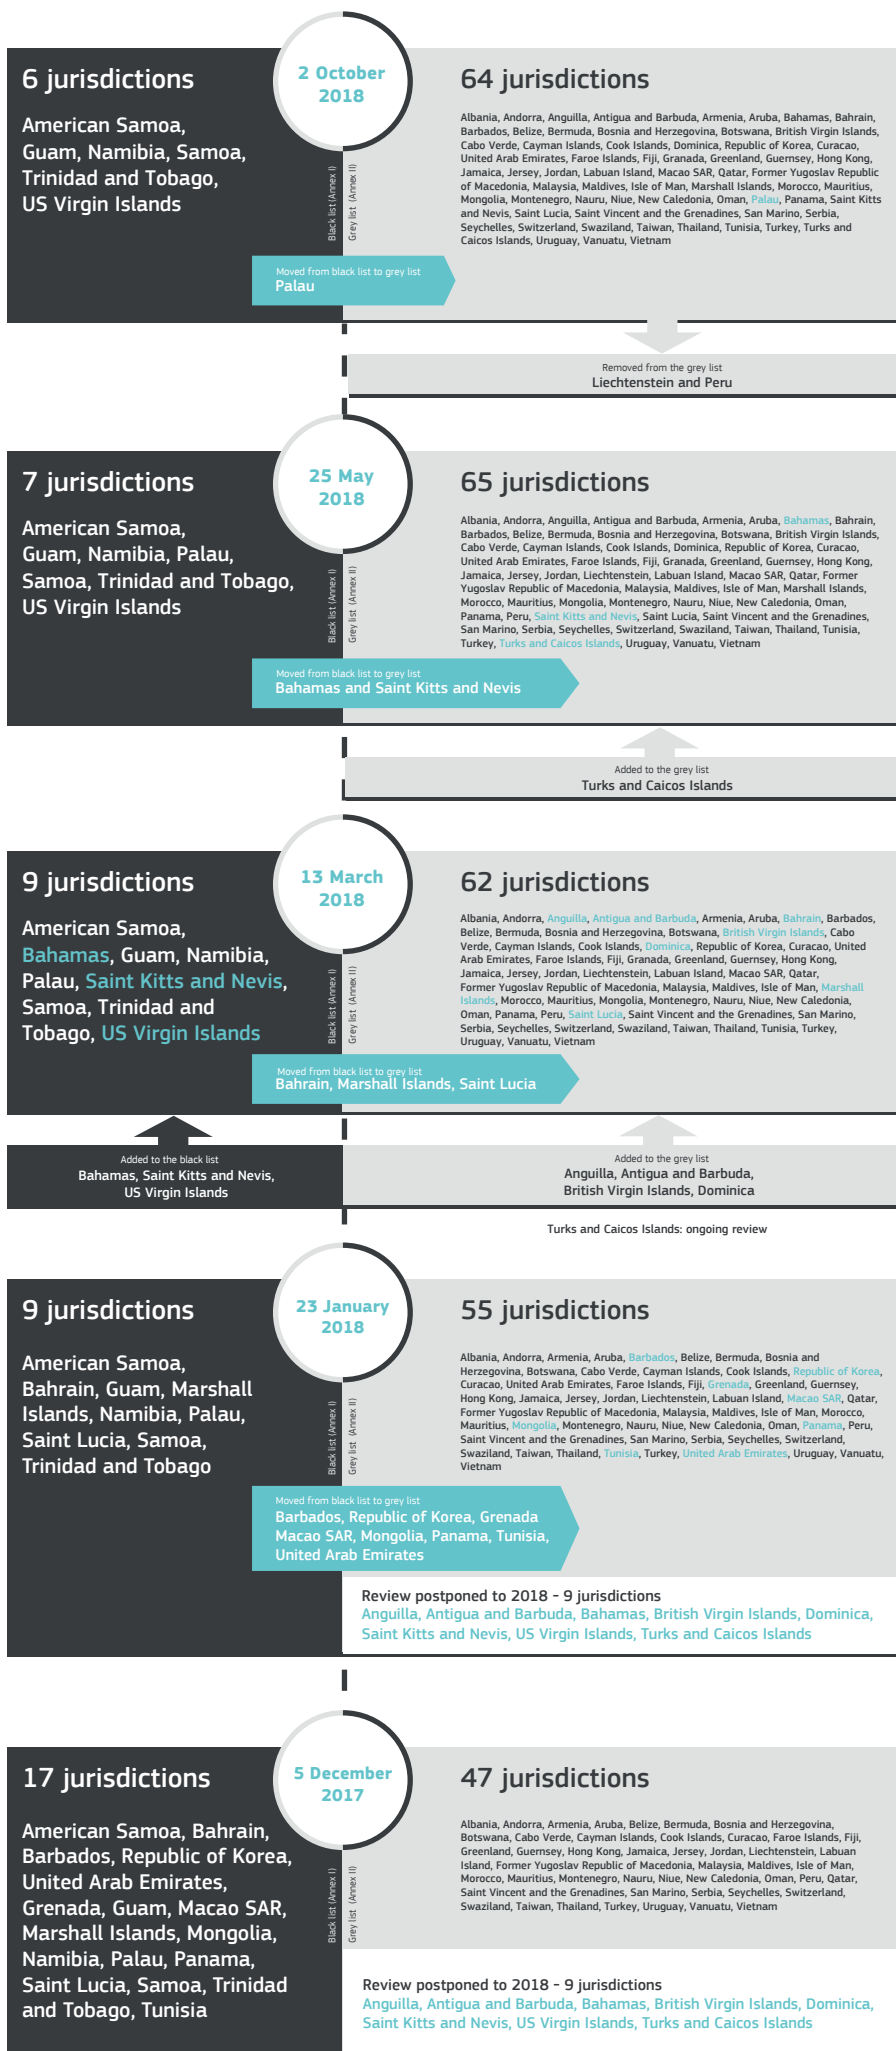 6 jurisdictions
American Samoa,
Guam, Namibia, Samoa,
Trinidad and Tobago,
US Virgin Islands
2 October
2018
Black list (Annex I)
Grey list (Annex II)
64 jurisdictions
Albania, Andorra, Anguilla, Antigua and Barbuda, Armenia, Aruba, Bahamas, Bahrain,
Barbados, Belize, Bermuda, Bosnia and Herzegovina, Botswana, British Virgin Islands,
Cabo Verde, Cayman Islands, Cook Islands, Dominica, Republic of Korea, Curacao,
United Arab Emirates, Faroe Islands, Fiji, Granada, Greenland, Guernsey, Hong Kong,
Jamaica, Jersey, Jordan, Labuan Island, Macao SAR, Qatar, Former Yugoslav Republic
of Macedonia, Malaysia, Maldives, Isle of Man, Marshall Islands, Morocco, Mauritius,
Mongolia, Montenegro, Nauru, Niue, New Caledonia, Oman, Palau, Panama, Saint Kitts
and Nevis, Saint Lucia, Saint Vincent and the Grenadines, San Marino, Serbia,
Seychelles, Switzerland, Swaziland, Taiwan, Thailand, Tunisia, Turkey, Turks and
Caicos Islands, Uruguay, Vanuatu, Vietnam
Moved from black list to grey list
Palau
Removed from the grey list
Liechtenstein and Peru
7 jurisdictions
American Samoa,
Guam, Namibia, Palau,
Samoa, Trinidad and Tobago,
US Virgin Islands
25 May
2018
Black list (Annex I)
Grey list (Annex II)
65 jurisdictions
Albania, Andorra, Anguilla, Antigua and Barbuda, Armenia, Aruba, Bahamas, Bahrain,
Barbados, Belize, Bermuda, Bosnia and Herzegovina, Botswana, British Virgin Islands,
Cabo Verde, Cayman Islands, Cook Islands, Dominica, Republic of Korea, Curacao,
United Arab Emirates, Faroe Islands, Fiji, Granada, Greenland, Guernsey, Hong Kong,
Jamaica, Jersey, Jordan, Liechtenstein, Labuan Island, Macao SAR, Qatar, Former
Yugoslav Republic of Macedonia, Malaysia, Maldives, Isle of Man, Marshall Islands,
Morocco, Mauritius, Mongolia, Montenegro, Nauru, Niue, New Caledonia, Oman,
Panama, Peru, Saint Kitts and Nevis, Saint Lucia, Saint Vincent and the Grenadines,
San Marino, Serbia, Seychelles, Switzerland, Swaziland, Taiwan, Thailand, Tunisia,
Turkey, Turks and Caicos Islands, Uruguay, Vanuatu, Vietnam
Moved from black list to grey list
Bahamas and Saint Kitts and Nevis
Added to the grey list
Turks and Caicos Islands
9 jurisdictions
American Samoa,
Bahamas, Guam, Namibia,
Palau, Saint Kitts and Nevis,
Samoa, Trinidad and
Tobago, US Virgin Islands
13 March
2018
Black list (Annex I)
Grey list (Annex II)
62 jurisdictions
Albania, Andorra, Anguilla, Antigua and Barbuda, Armenia, Aruba, Bahrain, Barbados,
Belize, Bermuda, Bosnia and Herzegovina, Botswana, British Virgin Islands, Cabo
Verde, Cayman Islands, Cook Islands, Dominica, Republic of Korea, Curacao, United
Arab Emirates, Faroe Islands, Fiji, Granada, Greenland, Guernsey, Hong Kong,
Jamaica, Jersey, Jordan, Liechtenstein, Labuan Island, Macao SAR, Qatar,
Former Yugoslav Republic of Macedonia, Malaysia, Maldives, Isle of Man, Marshall
Islands, Morocco, Mauritius, Mongolia, Montenegro, Nauru, Niue, New Caledonia,
Oman, Panama, Peru, Saint Lucia, Saint Vincent and the Grenadines, San Marino,
Serbia, Seychelles, Switzerland, Swaziland, Taiwan, Thailand, Tunisia, Turkey,
Uruguay, Vanuatu, Vietnam
Moved from black list to grey list
Bahrain, Marshall Islands, Saint Lucia
Added to the black list
Bahamas, Saint Kitts and Nevis,
US Virgin Islands
Added to the grey list
Anguilla, Antigua and Barbuda,
British Virgin Islands, Dominica
Turks and Caicos Islands: ongoing review
9 jurisdictions
American Samoa,
Bahrain, Guam, Marshall
Islands, Namibia, Palau,
Saint Lucia, Samoa,
Trinidad and Tobago
23 January
2018
Black list (Annex I)
Grey list (Annex II)
55 jurisdictions
Albania, Andorra, Armenia, Aruba, Barbados, Belize, Bermuda, Bosnia and
Herzegovina, Botswana, Cabo Verde, Cayman Islands, Cook Islands, Republic of Korea,
Curacao, United Arab Emirates, Faroe Islands, Fiji, Grenada, Greenland, Guernsey,
Hong Kong, Jamaica, Jersey, Jordan, Liechtenstein, Labuan Island, Macao SAR, Qatar,
Former Yugoslav Republic of Macedonia, Malaysia, Maldives, Isle of Man, Morocco,
Mauritius, Mongolia, Montenegro, Nauru, Niue, New Caledonia, Oman, Panama, Peru,
Saint Vincent and the Grenadines, San Marino, Serbia, Seychelles, Switzerland,
Swaziland, Taiwan, Thailand, Tunisia, Turkey, United Arab Emirates, Uruguay, Vanuatu,
Vietnam
Moved from black list to grey list
Barbados, Republic of Korea, Grenada
Macao SAR, Mongolia, Panama, Tunisia,
United Arab Emirates
Review postponed to 2018 - 9 jurisdictions
Anguilla, Antigua and Barbuda, Bahamas, British Virgin Islands, Dominica,
Saint Kitts and Nevis, US Virgin Islands, Turks and Caicos Islands
17 jurisdictions
American Samoa, Bahrain,
Barbados, Republic of Korea,
United Arab Emirates,
Grenada, Guam, Macao SAR,
Marshall Islands, Mongolia,
Namibia, Palau, Panama,
Saint Lucia, Samoa, Trinidad
and Tobago, Tunisia
5 December
2017
Black list (Annex I)
Grey list (Annex II)
47 jurisdictions
Albania, Andorra, Armenia, Aruba, Belize, Bermuda, Bosnia and Herzegovina,
Botswana, Cabo Verde, Cayman Islands, Cook Islands, Curacao, Faroe Islands, Fiji,
Greenland, Guernsey, Hong Kong, Jamaica, Jersey, Jordan, Liechtenstein, Labuan
Island, Former Yugoslav Republic of Macedonia, Malaysia, Maldives, Isle of Man,
Morocco, Mauritius, Montenegro, Nauru, Niue, New Caledonia, Oman, Peru, Qatar,
Saint Vincent and the Grenadines, San Marino, Serbia, Seychelles, Switzerland,
Swaziland, Taiwan, Thailand, Turkey, Uruguay, Vanuatu, Vietnam
Review postponed to 2018 - 9 jurisdictions
Anguilla, Antigua and Barbuda, Bahamas, British Virgin Islands, Dominica,
Saint Kitts and Nevis, US Virgin Islands, Turks and Caicos Islands